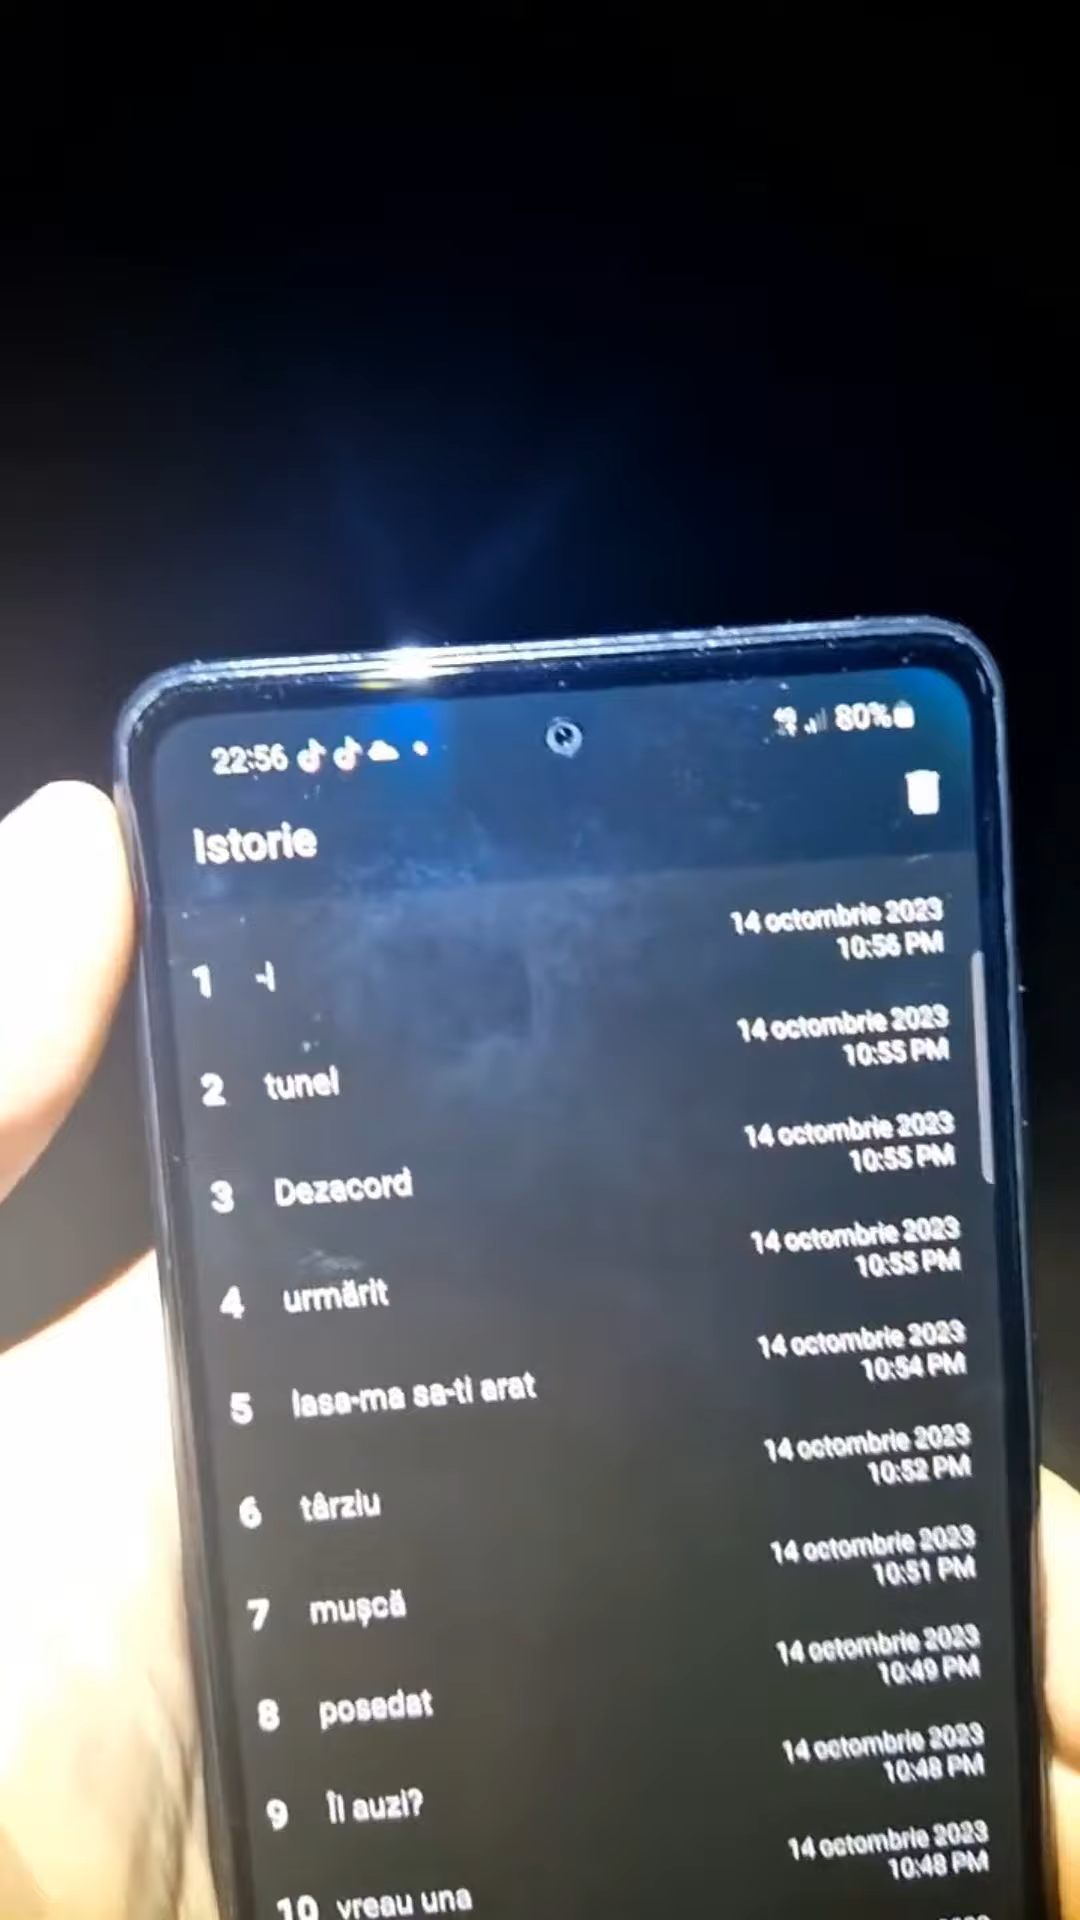 22:56 80%
Istorie
14 octombrie 2023
10:56 PM
1
14 octombrie 2023
10:55 PM
2 tunel
14 octombrie 2023
10:55 PM
3 Dezacord
14 octombrie 2023
10:55 PM
4 urmărit
14 octombrie 2023
10:54 PM
5 lasa-ma sa-ti arat
14 octombrie 2023
10:52 PM
6 târziu
14 octombrie 2023
10:51 PM
7 mușcă
14 octombrie 2023
10:49 PM
8 posedat
14 octombrie 2023
10:48 PM
9 Îl auzi?
14 octombrie 2023
10:48 PM
10 vreau una